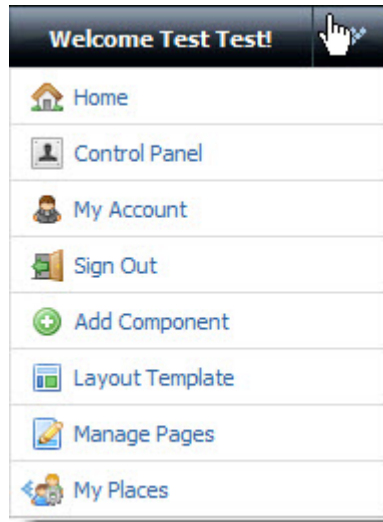 Welcome Test Test!
Home
Control Panel
My Account
Sign Out
Add Component
Layout Template
Manage Pages
My Places